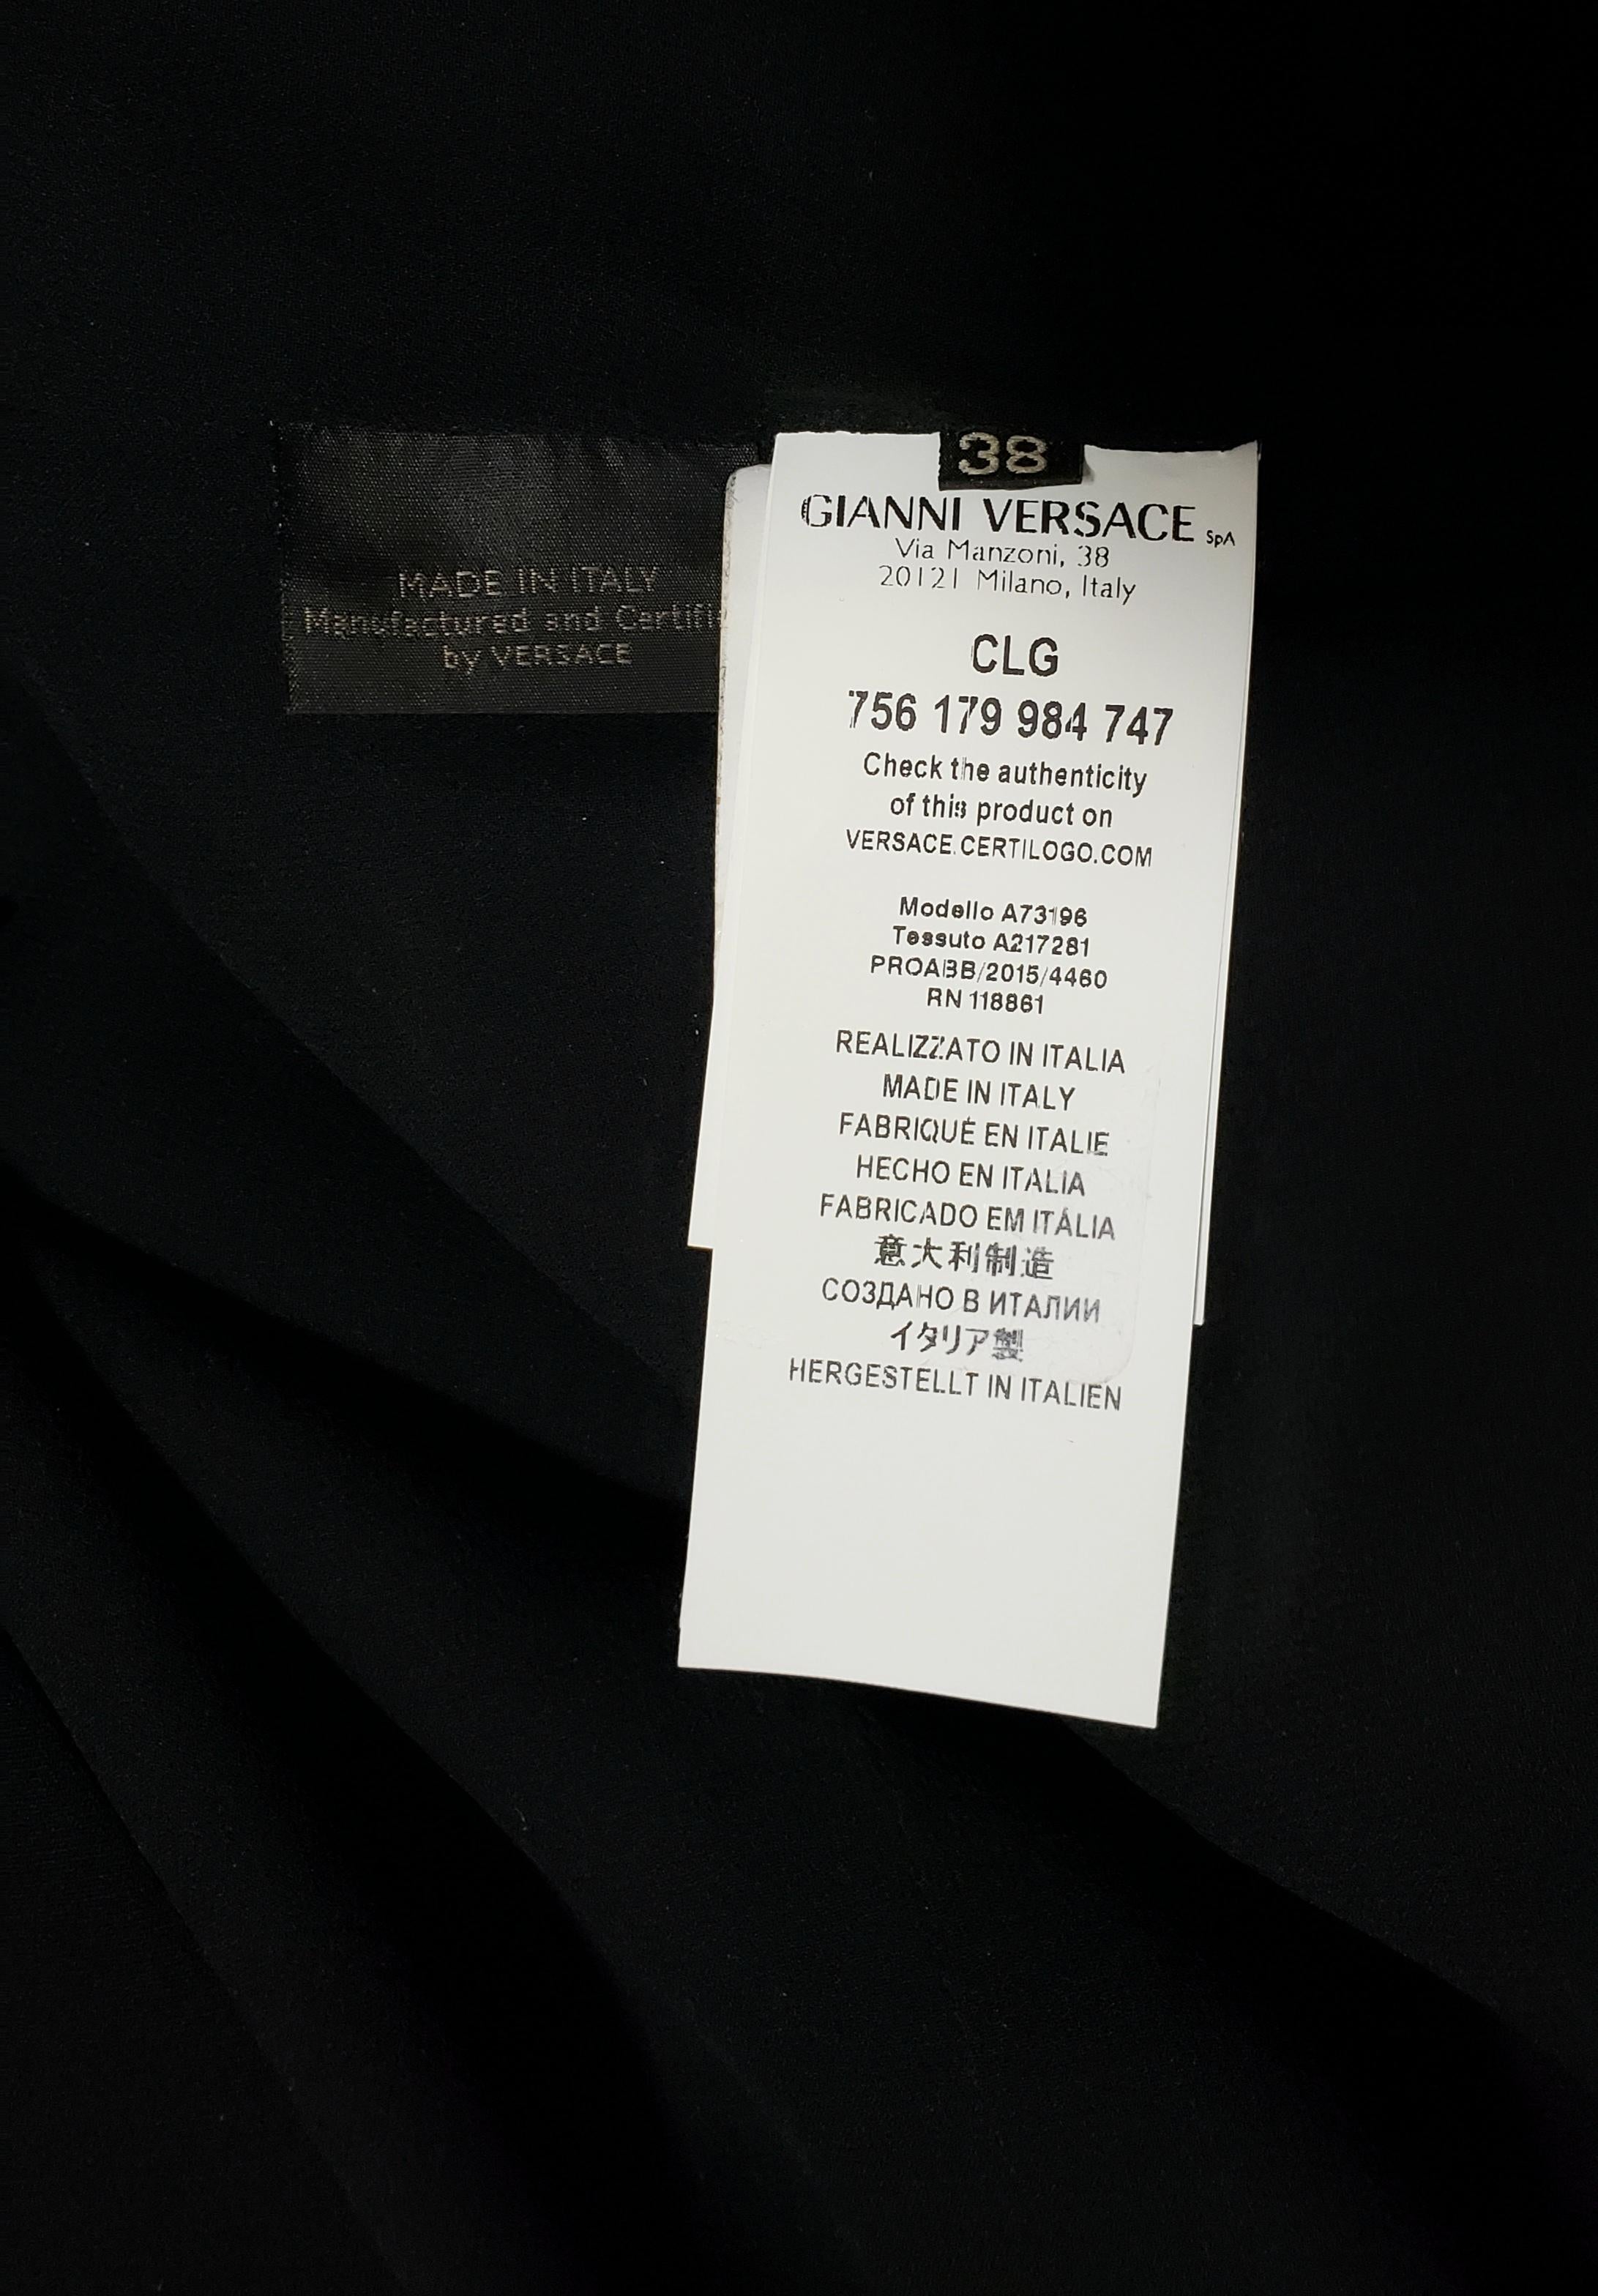 MADE IN ITALY
Manufactured and Certifi
by VERSACE
38
GIANNI VERSACE SpA
Via Manzoni, 38
20121 Milano, Italy
CLG
756 179 984 747
Check the authenticity
of this product on
VERSACE.CERTILOGO.COM
Modello A73196
Tessuto A217281
PROABB/2015/4460
RN 118861
REALIZZATO IN ITALIA
MADE IN ITALY
FABRIQUÉ EN ITALIE
HECHO EN ITALIA
FABRICADO EM ITÁLIA
意大利制造
СОЗДАНО В ИТАЛИИ
イタリア製
HERGESTELLT IN ITALIEN